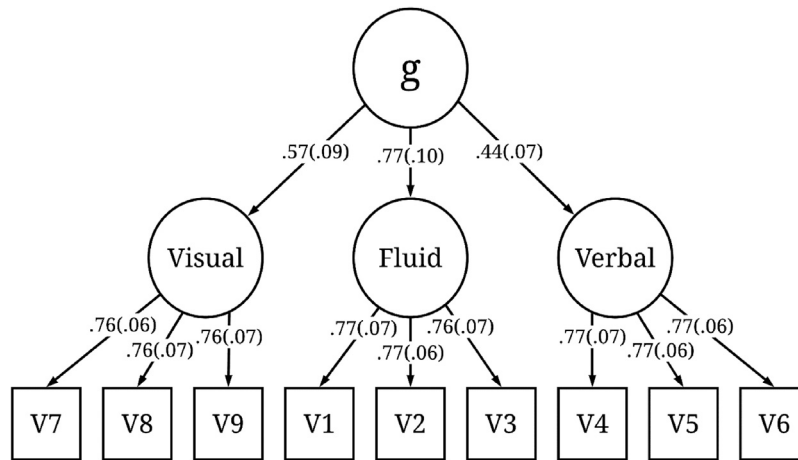 g
.57(.09) .77(.10) .44(.07)
Visual Fluid Verbal
.76(.06) .76(.07) .76(.07) .77(.07) .77(.06) .76(.07) .77(.07) .77(.06) .77(.06)
V7 V8 V9 V1 V2 V3 V4 V5 V6